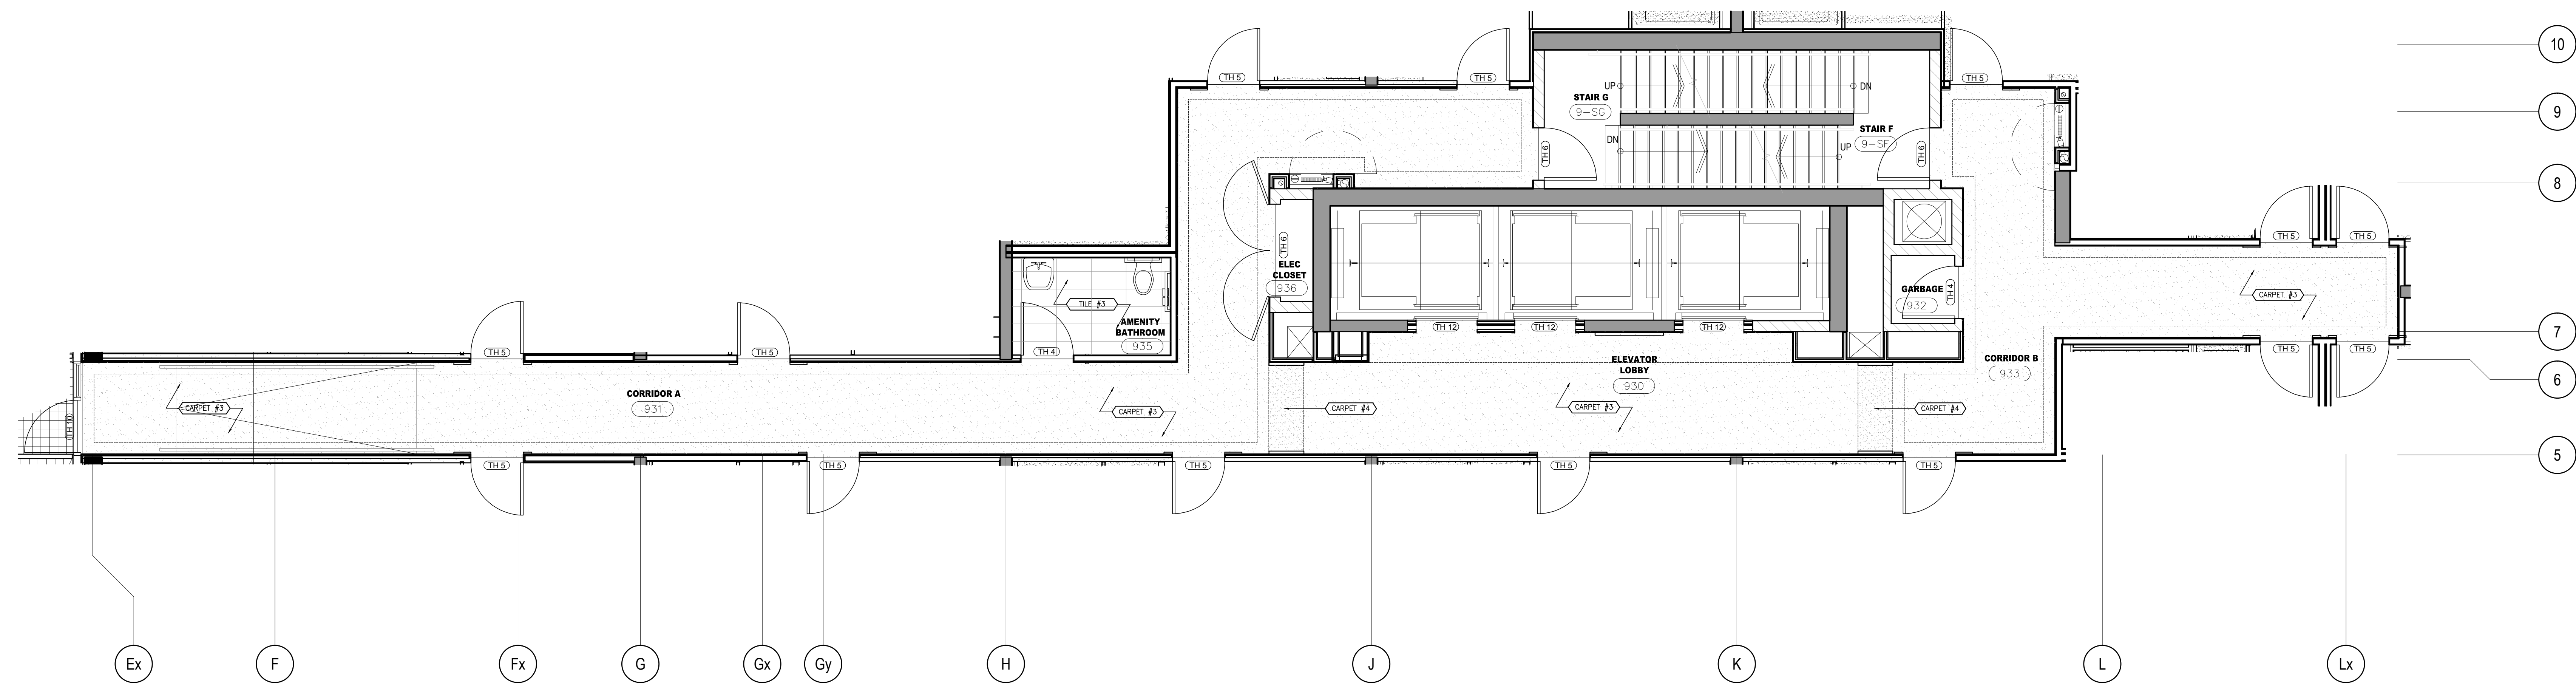 10
TH 5
TH 5
TH 5
UP
DN
STAIR G
9-SG
9
STAIR F
9-SF
DN
UP
TH 6
TH 6
8
TH 6
ELEC
CLOSET
936
TH 5
TH 5
TILE #3
AMENITY
BATHROOM
935
GARBAGE
932
TH 4
CARPET #3
TH 12
TH 12
TH 12
7
TH 5
TH 5
TH 4
TH 5
TH 5
ELEVATOR
LOBBY
930
CORRIDOR B
933
6
CORRIDOR A
931
CARPET #3
CARPET #3
CARPET #4
CARPET #3
CARPET #4
TH 10
TH 5
TH 5
TH 5
TH 5
TH 5
5
Ex
F
Fx
G
Gx
Gy
H
J
K
L
Lx